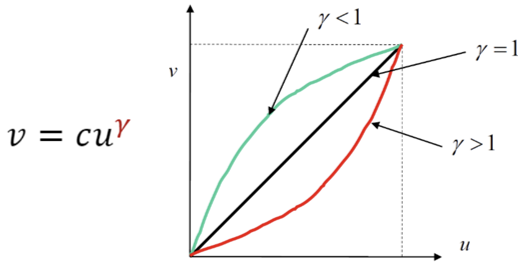 γ < 1
v
γ = 1
v = cu^γ
γ > 1
u